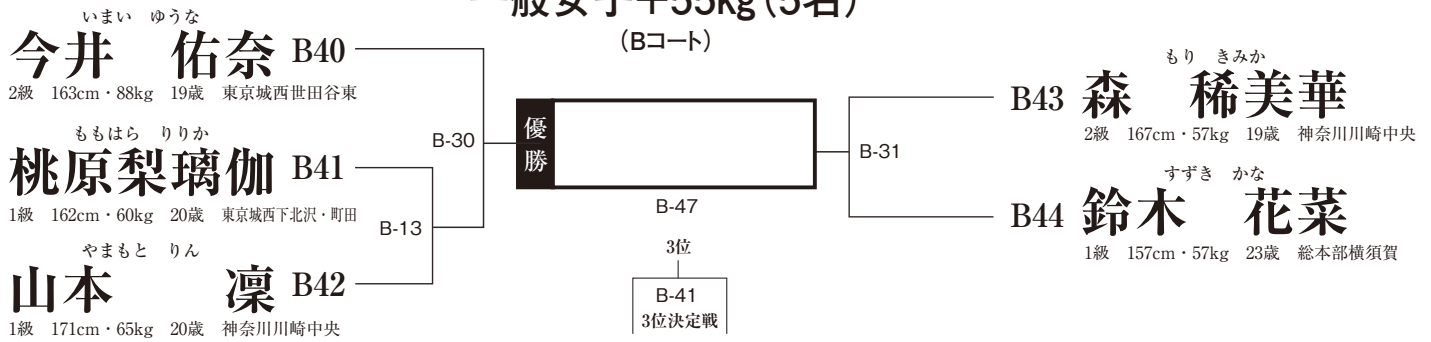 一般女子＋55kg（5名）
（Bコート）
いまい　ゆうな
今井　佑奈 B40
2級　163cm・88kg　19歳　東京城西世田谷東
ももはら　りりか
桃原梨璃伽 B41
1級　162cm・60kg　20歳　東京城西下北沢・町田
やまもと　りん
山本　凜 B42
1級　171cm・65kg　20歳　神奈川川崎中央
B-30
B-13
優勝
B-47
3位
B-41
3位決定戦
B-31
もり　きみか
B43 森　稀美華
2級　167cm・57kg　19歳　神奈川川崎中央
すずき　かな
B44 鈴木　花菜
1級　157cm・57kg　23歳　総本部横須賀